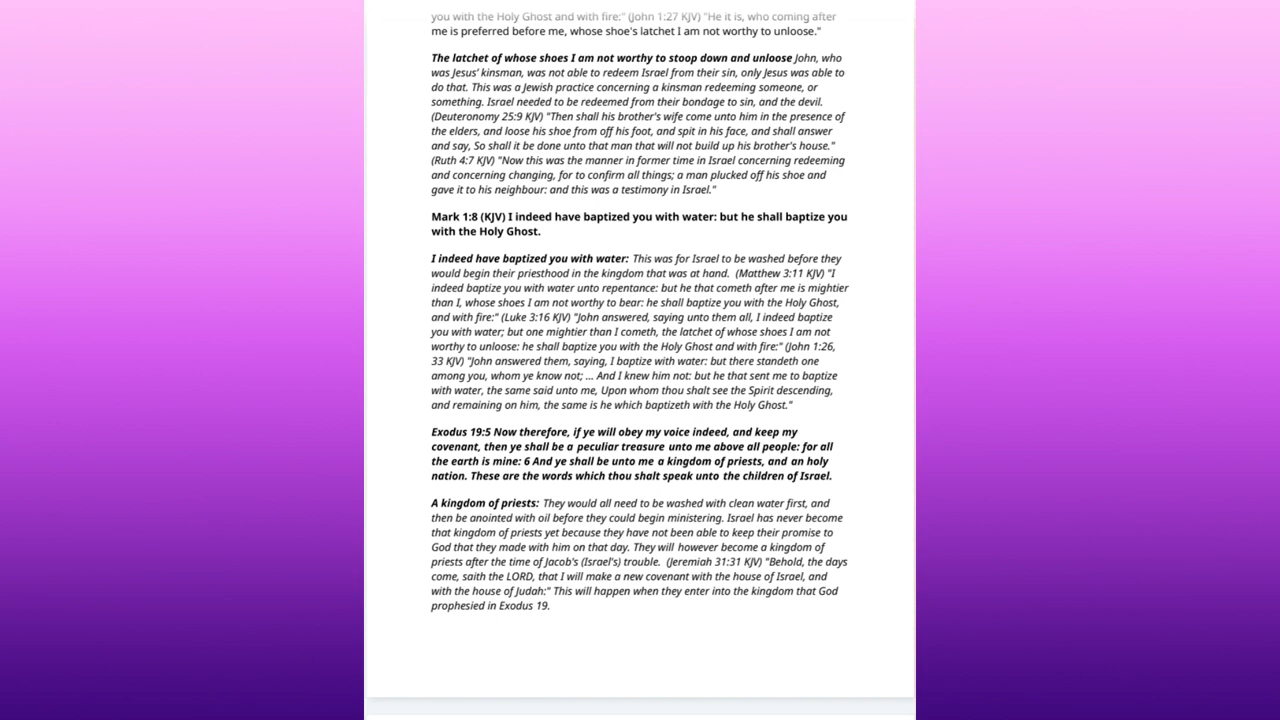 you with the Holy Ghost and with fire:" (John 1:27 KJV) "He it is, who coming after
me is preferred before me, whose shoe's latchet I am not worthy to unloose."
The latchet of whose shoes I am not worthy to stoop down and unloose John, who
was Jesus' kinsman, was not able to redeem Israel from their sin, only Jesus was able to
do that. This was a Jewish practice concerning a kinsman redeeming someone, or
something. Israel needed to be redeemed from their bondage to sin, and the devil.
(Deuteronomy 25:9 KJV) "Then shall his brother's wife come unto him in the presence of
the elders, and loose his shoe from off his foot, and spit in his face, and shall answer
and say, So shall it be done unto that man that will not build up his brother's house."
(Ruth 4:7 KJV) "Now this was the manner in former time in Israel concerning redeeming
and concerning changing, for to confirm all things; a man plucked off his shoe and
gave it to his neighbour: and this was a testimony in Israel."
Mark 1:8 (KJV) I indeed have baptized you with water: but he shall baptize you
with the Holy Ghost.
I indeed have baptized you with water: This was for Israel to be washed before they
would begin their priesthood in the kingdom that was at hand. (Matthew 3:11 KJV) "I
indeed baptize you with water unto repentance: but he that cometh after me is mightier
than I, whose shoes I am not worthy to bear: he shall baptize you with the Holy Ghost,
and with fire:" (Luke 3:16 KJV) "John answered, saying unto them all, I indeed baptize
you with water; but one mightier than I cometh, the latchet of whose shoes I am not
worthy to unloose: he shall baptize you with the Holy Ghost and with fire:" (John 1:26,
33 KJV) "John answered them, saying, I baptize with water: but there standeth one
among you, whom ye know not; ... And I knew him not: but he that sent me to baptize
with water, the same said unto me, Upon whom thou shalt see the Spirit descending,
and remaining on him, the same is he which baptizeth with the Holy Ghost."
Exodus 19:5 Now therefore, if ye will obey my voice indeed, and keep my
covenant, then ye shall be a peculiar treasure unto me above all people: for all
the earth is mine: 6 And ye shall be unto me a kingdom of priests, and an holy
nation. These are the words which thou shalt speak unto the children of Israel.
A kingdom of priests: They would all need to be washed with clean water first, and
then be anointed with oil before they could begin ministering. Israel has never become
that kingdom of priests yet because they have not been able to keep their promise to
God that they made with him on that day. They will however become a kingdom of
priests after the time of Jacob's (Israel's) trouble. (Jeremiah 31:31 KJV) "Behold, the days
come, saith the LORD, that I will make a new covenant with the house of Israel, and
with the house of Judah:" This will happen when they enter into the kingdom that God
prophesied in Exodus 19.